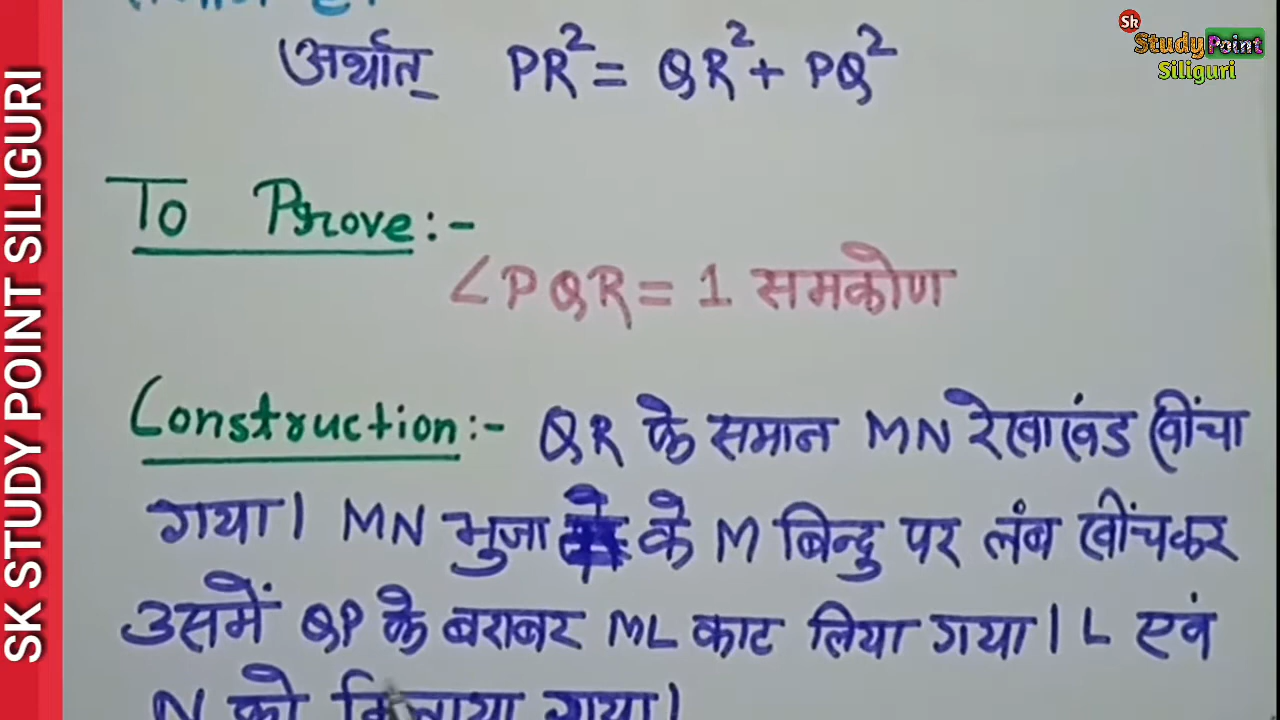 अर्थात् PR² = QR² + PQ²
To Prove:-
∠PQR = 1 समकोण
Construction:- QR के समान MN रेखाखंड खींचा
गया। MN भुजा के M बिन्दु पर लंब खींचकर
उसमें QP के बराबर ML काट लिया गया। L एवं
N को मिलाया गया।
SK STUDY POINT SILIGURI
Sk
Study Point
Siliguri